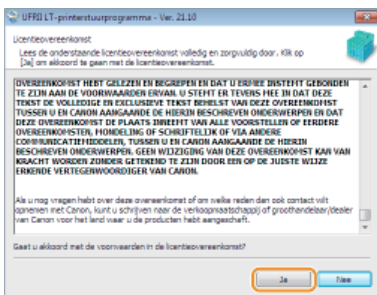 UFRII LT-printerstuurprogramma - Ver. 21.10
Licentieovereenkomst
Lees de onderstaande licentieovereenkomst volledig en zorgvuldig door. Klik op
[Ja] om akkoord te gaan met de licentieovereenkomst.
OVEREENKOMST HEBT GELEZEN EN BEGREPEN EN DAT U ERMEE INSTEMT GEBONDEN
TE ZIJN AAN DE VOORWAARDEN ERVAN. U STEMT ER TEVENS MEE IN DAT DEZE
TEKST DE VOLLEDIGE EN EXCLUSIEVE TEKST BEHELST VAN DEZE OVEREENKOMST
TUSSEN U EN CANON AANGAANDE DE HIERIN BESCHREVEN ONDERWERPEN EN DAT
DEZE OVEREENKOMST DE PLAATS INNEEMT VAN ALLE VOORSTELLEN OF EERDERE
OVEREENKOMSTEN, MONDELING OF SCHRIFTELIJK OF VIA ANDERE
COMMUNICATIEMIDDELEN, TUSSEN U EN CANON AANGAANDE DE HIERIN
BESCHREVEN ONDERWERPEN. GEEN WIJZIGING VAN DEZE OVEREENKOMST KAN VAN
KRACHT WORDEN ZONDER GETEKEND TE ZIJN DOOR EEN OP DE JUISTE WIJZE
ERKENDE VERTEGENWOORDIGER VAN CANON.
Als u nog vragen hebt over deze overeenkomst of om welke reden dan ook contact wilt
opnemen met Canon, kunt u schrijven naar de verkoopmaatschappij of groothandelaar/dealer
van Canon voor het land waar u de producten hebt aangeschaft.
Gaat u akkoord met de voorwaarden in de licentieovereenkomst?
Ja
Nee